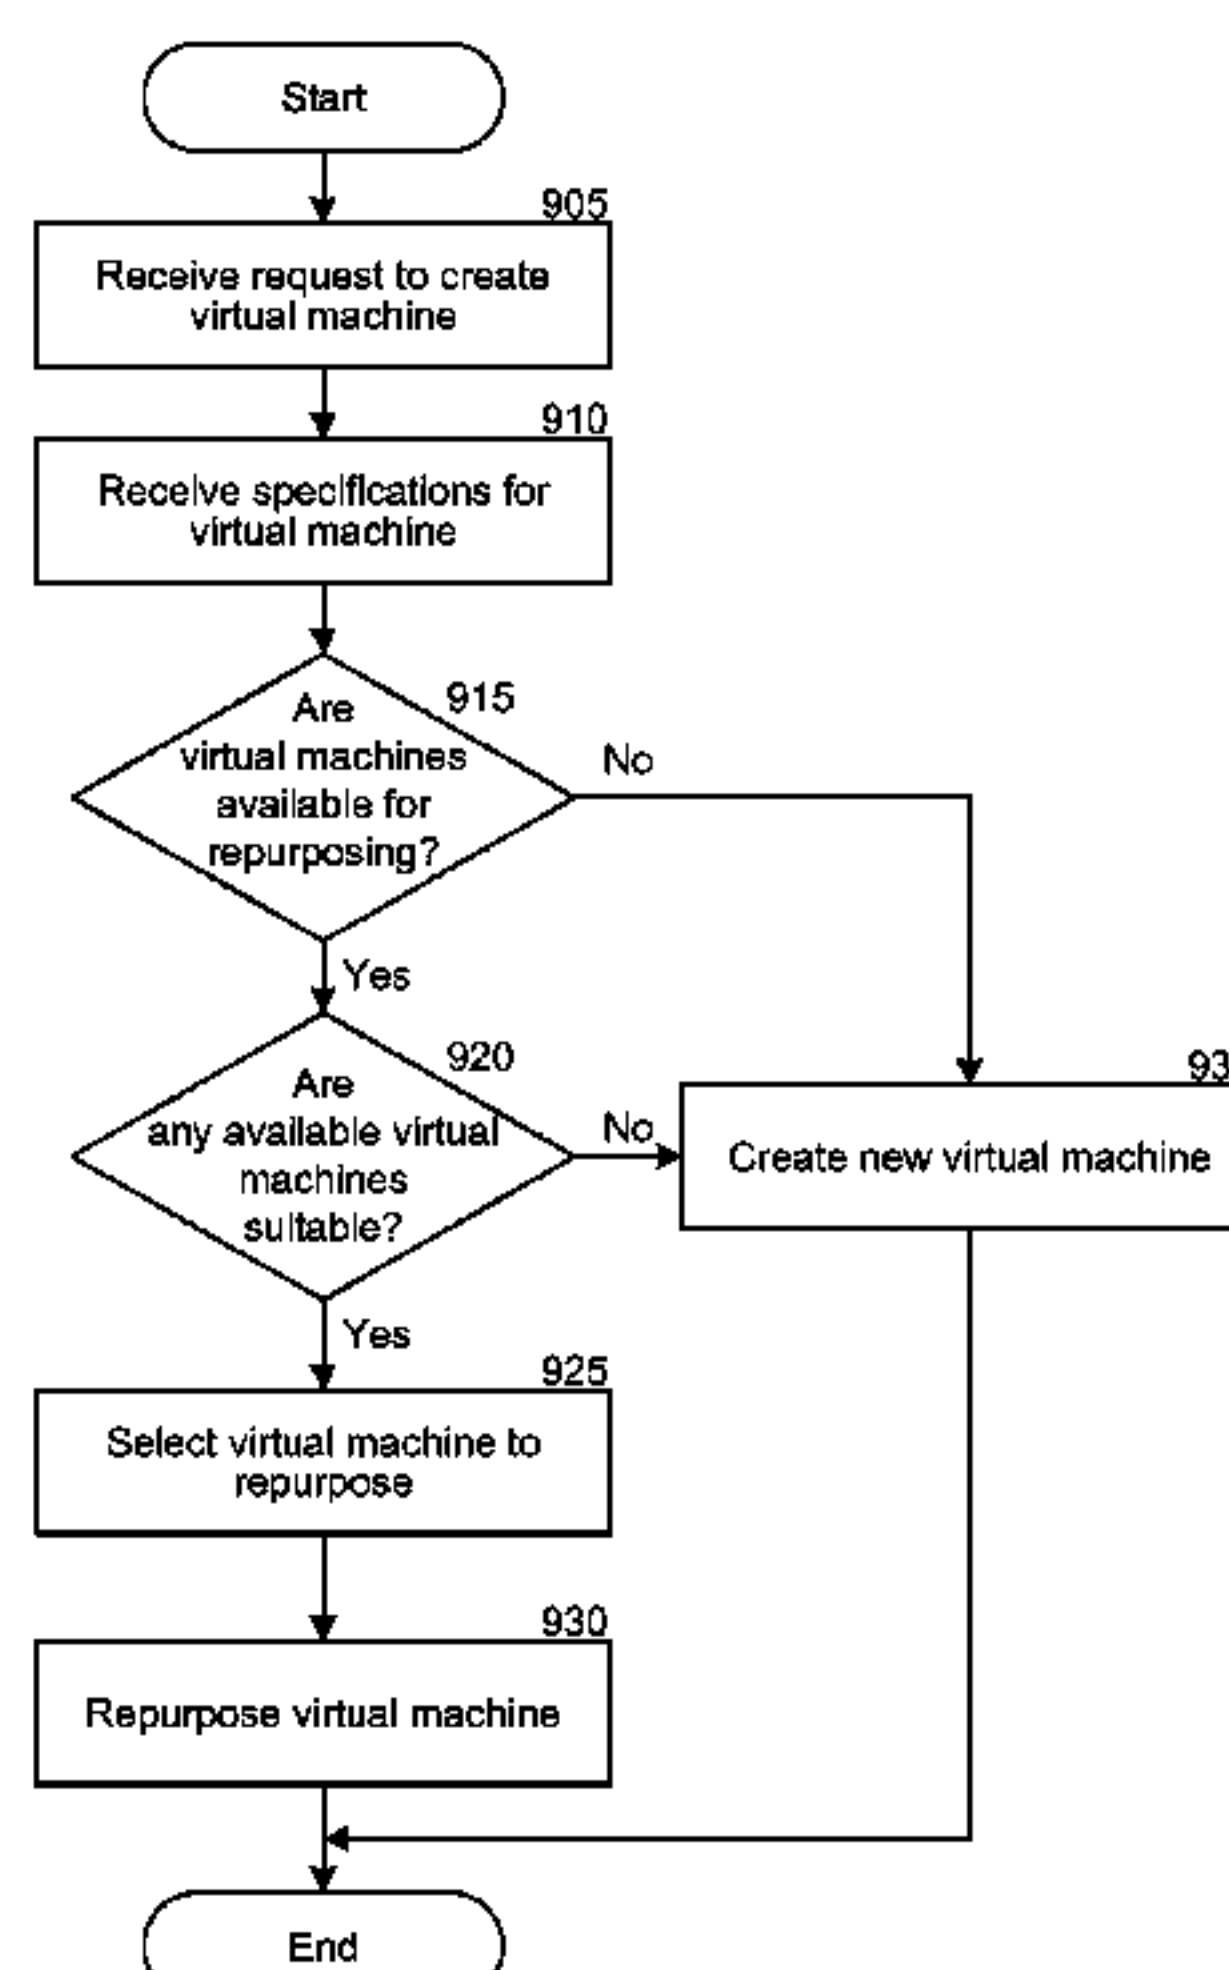 Start
905
Receive request to create
virtual machine
910
Receive specifications for
virtual machine
915
Are
virtual machines
available for
repurposing?
No
Yes
920
Are
any available virtual
machines
suitable?
No
93
Create new virtual machine
Yes
925
Select virtual machine to
repurpose
930
Repurpose virtual machine
End